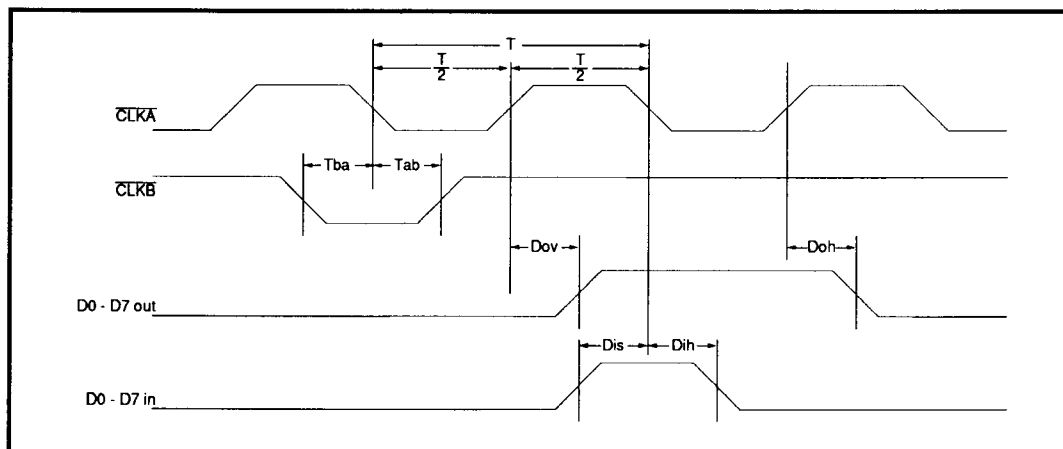 T
T
2
T
2
CLKA
Tba
Tab
CLKB
Dov
Doh
D0 - D7 out
Dis
Dih
D0 - D7 in